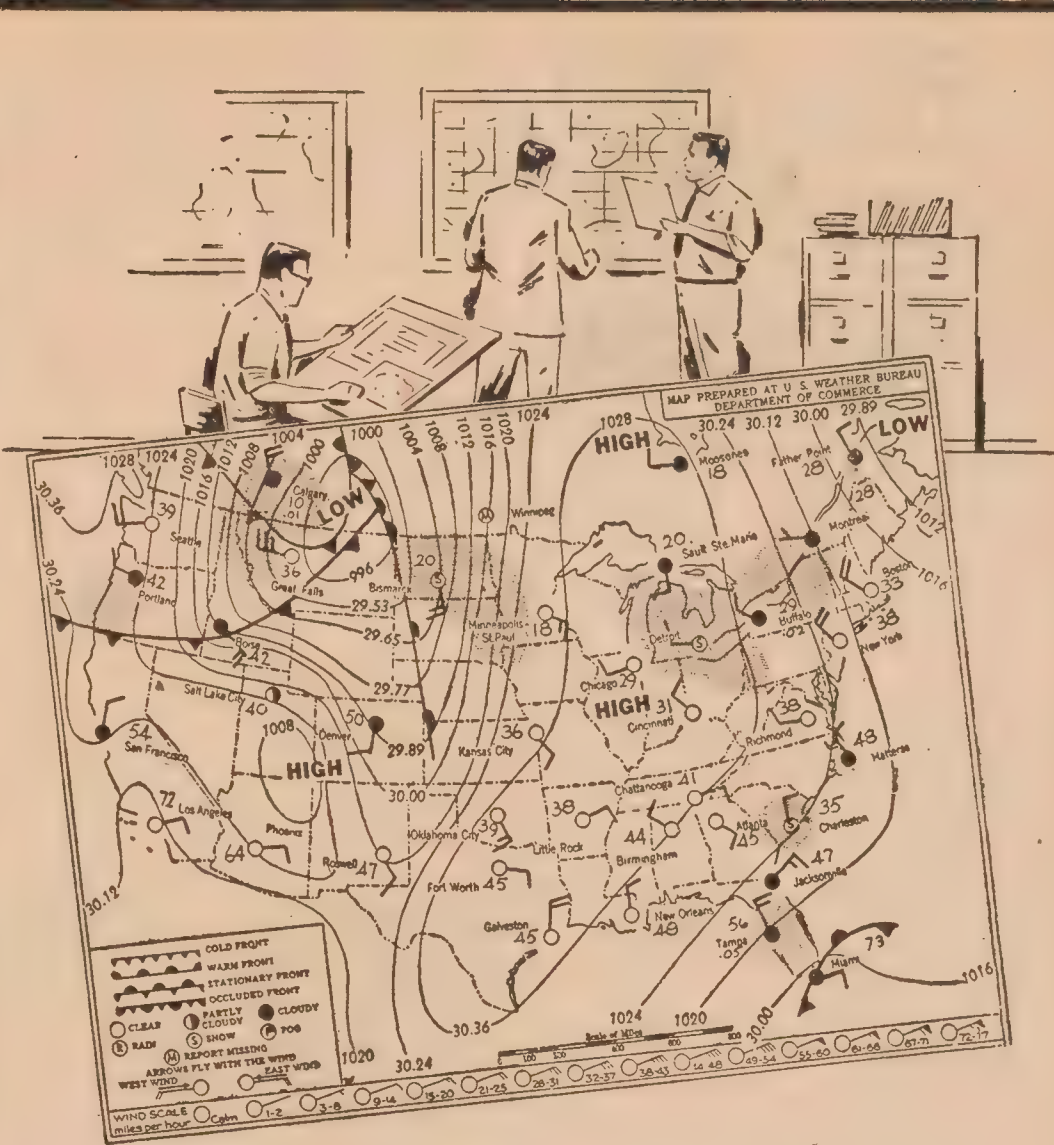 MAP PREPARED AT U S. WEATHER BUREAU
DEPARTMENT OF COMMERCE
1028 1024 1020 1016 1012 1008 1004 1000 1000 1004 1008 1012 1016 1020 1024 1028
30.24 30.12 30.00 29.89
HIGH
LOW
30.36
Moosonee
18
Father Point
28
28
1012
Calgary
10
.01
LOW
M Winnipeg
Montreal
39
Seattle
1016
20
Sault Ste. Marie
30.24
42
Portland
36
Great Falls
996
Bismarck
20
S
29.53
Boston
33
29
Buffalo
.02
38
New York
29.65
Minneapolis
St. Paul
18
Detroit
S
Boise
42
29.77
Chicago 29
Salt Lake City
40
50
Denver
29.89
Kansas City
36
HIGH
31
Cincinnati
38
Richmond
1008
HIGH
54
San Francisco
48
Hatteras
30.00
Chattanooga 41
72
Los Angeles
Phoenix
64
Roswell 47
Oklahoma City
39
38
Little Rock
44
Birmingham
Atlanta
45
S
35
Charleston
Fort Worth 45
47
Jacksonville
30.12
Galveston
45
New Orleans
48
56
Tampa
.05
73
Miami
1016
30.36
1024 1020 30.00
1020 30.24
Scale of Miles
COLD FRONT
WARM FRONT
STATIONARY FRONT
OCCLUDED FRONT
CLEAR
PARTLY
CLOUDY
CLOUDY
R RAIN
S SNOW
F FOG
M REPORT MISSING
ARROWS FLY WITH THE WIND
WEST WIND
EAST WIND
WIND SCALE
miles per hour
Calm 1-2 3-8 9-14 15-20 21-25 28-31 32-37 38-43 44-48 49-54 55-60 61-66 67-71 72-77